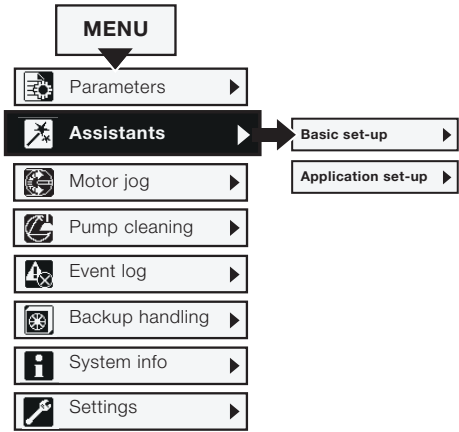 MENU
Parameters
Assistants
Basic set-up
Application set-up
Motor jog
Pump cleaning
Event log
Backup handling
System info
Settings